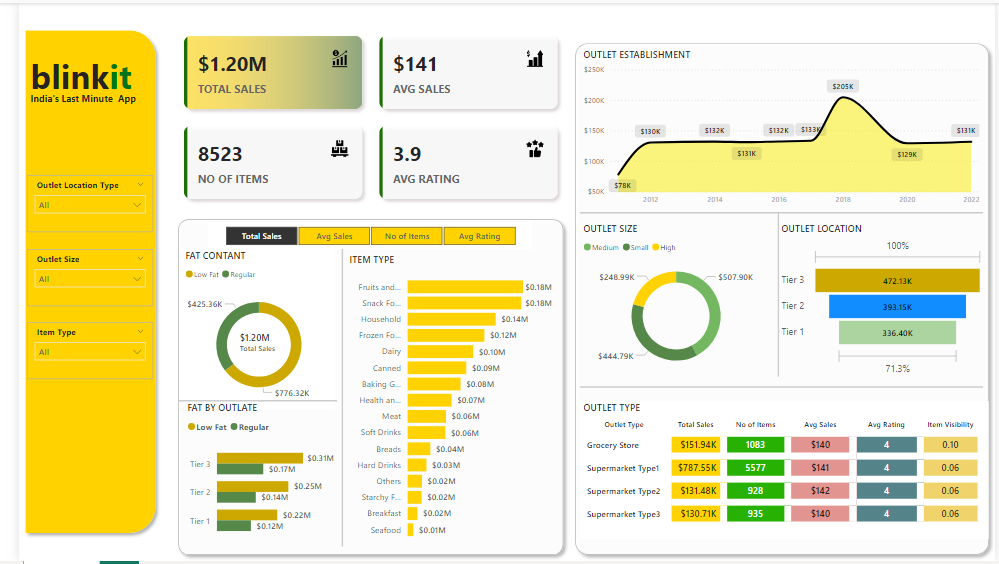 blinkit
India's Last Minute App
Outlet Location Type
All
Outlet Size
All
Item Type
All
$1.20M
TOTAL SALES
$141
AVG SALES
8523
NO OF ITEMS
3.9
AVG RATING
Total Sales
Avg Sales
No of Items
Avg Rating
FAT CONTANT
Low Fat Regular
$425.36K
$1.20M
Total Sales
$776.32K
FAT BY OUTLATE
Low Fat Regular
Tier 3 $0.31M
$0.17M
Tier 2 $0.25M
$0.14M
Tier 1 $0.22M
$0.12M
ITEM TYPE
Fruits and... $0.18M
Snack Fo... $0.18M
Household $0.14M
Frozen Fo... $0.12M
Dairy $0.10M
Canned $0.09M
Baking G... $0.08M
Health an... $0.07M
Meat $0.06M
Soft Drinks $0.06M
Breads $0.04M
Hard Drinks $0.03M
Others $0.02M
Starchy F... $0.02M
Breakfast $0.02M
Seafood $0.01M
OUTLET ESTABLISHMENT
$250K
$200K
$150K
$100K
$50K
$78K
$130K
$132K
$131K
$132K
$133K
$205K
$129K
$131K
2012 2014 2016 2018 2020 2022
OUTLET SIZE
Medium Small High
$248.99K
$507.90K
$444.79K
OUTLET LOCATION
100%
Tier 3 472.13K
Tier 2 393.15K
Tier 1 336.40K
71.3%
OUTLET TYPE
Outlet Type Total Sales No of Items Avg Sales Avg Rating Item Visibility
Grocery Store $151.94K 1083 $140 4 0.10
Supermarket Type1 $787.55K 5577 $141 4 0.06
Supermarket Type2 $131.48K 928 $142 4 0.06
Supermarket Type3 $130.71K 935 $140 4 0.06